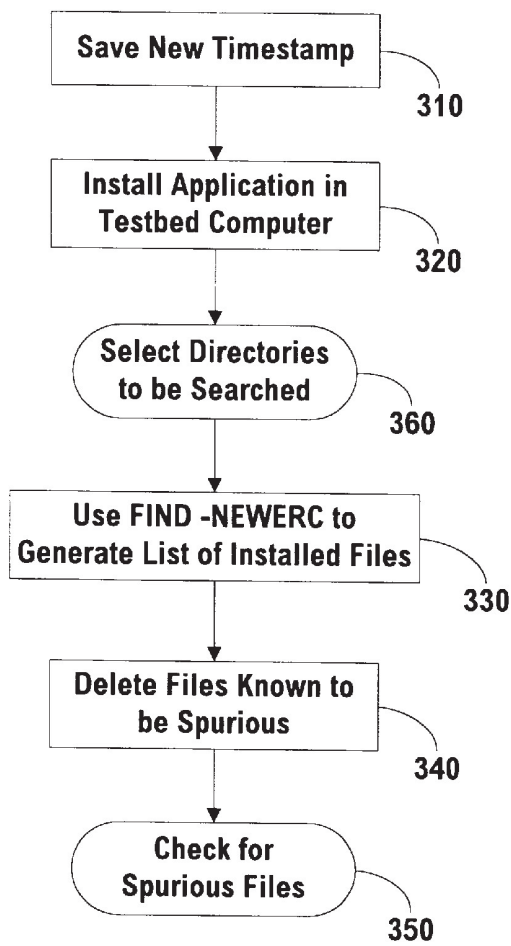 Save New Timestamp
310
Install Application in
Testbed Computer
320
Select Directories
to be Searched
360
Use FIND -NEWERC to
Generate List of Installed Files
330
Delete Files Known to
be Spurious
340
Check for
Spurious Files
350